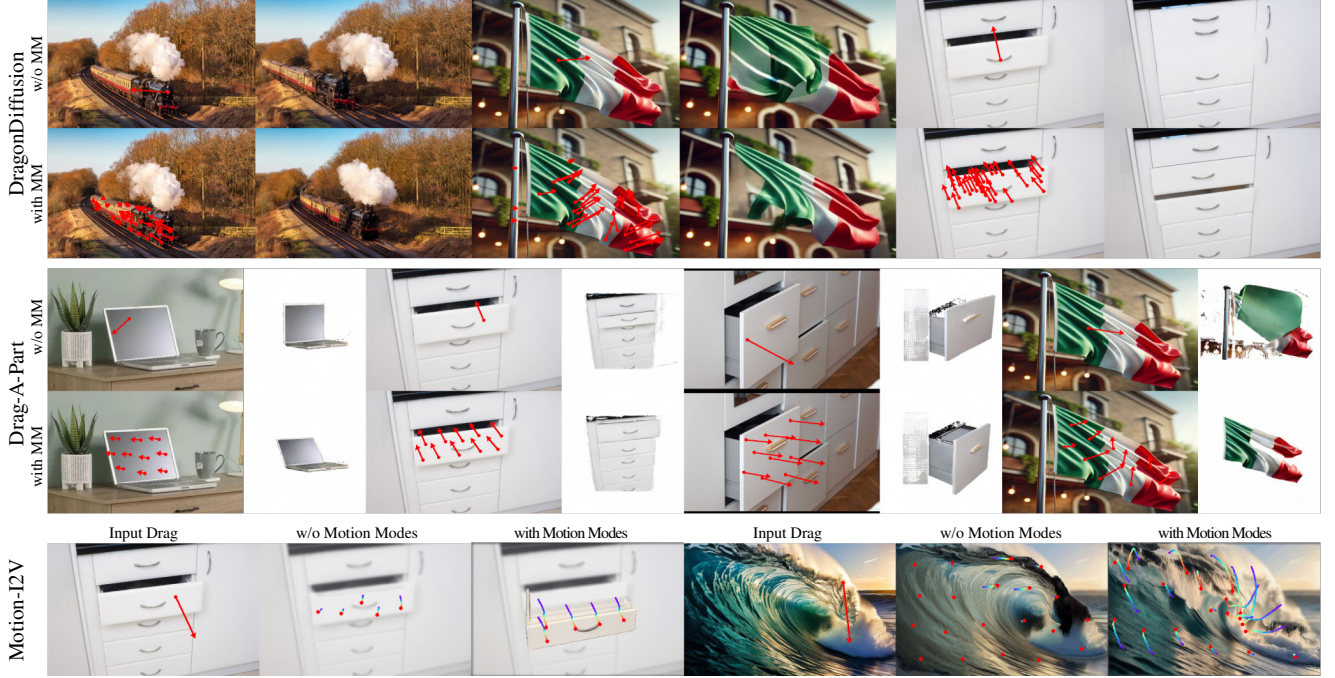 DragonDiffusion
w/o MM
with MM
Drag-A-Part
w/o MM
with MM
Input Drag
w/o Motion Modes
with Motion Modes
Input Drag
w/o Motion Modes
with Motion Modes
Motion-I2V